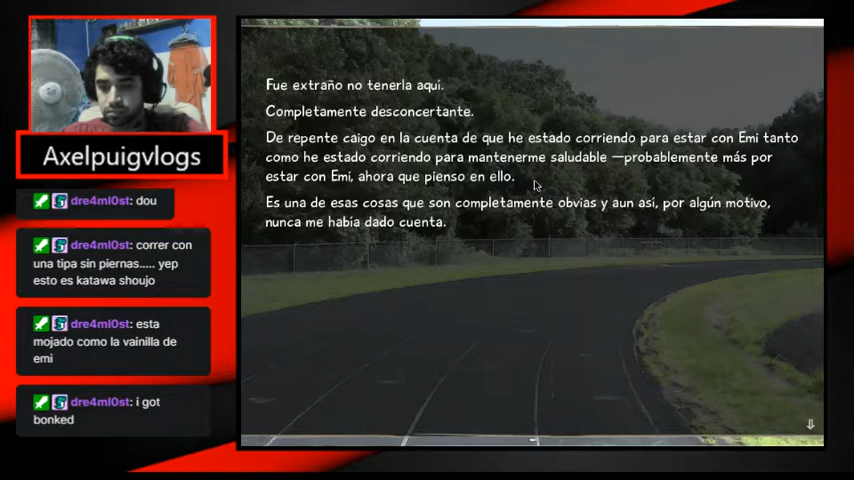 Axelpuigvlogs
dre4ml0st: dou
dre4ml0st: correr con
una tipa sin piernas..... yep
esto es katawa shoujo
dre4ml0st: esta
mojado como la vainilla de
emi
dre4ml0st: i got
bonked
Fue extraño no tenerla aquí.
Completamente desconcertante.
De repente caigo en la cuenta de que he estado corriendo para estar con Emi tanto
como he estado corriendo para mantenerme saludable —probablemente más por
estar con Emi, ahora que pienso en ello.
Es una de esas cosas que son completamente obvias y aun así, por algún motivo,
nunca me había dado cuenta.